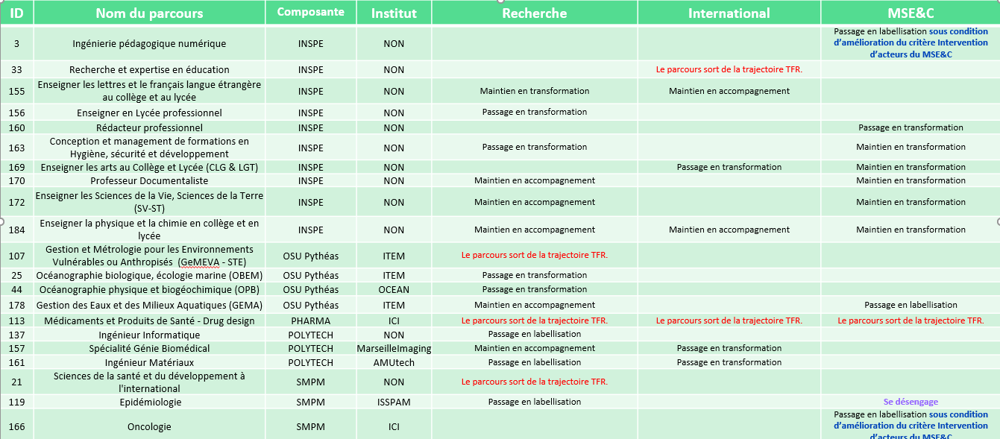 ID Nom du parcours Composante Institut Recherche International MSE&C
3 Ingénierie pédagogique numérique INSPE NON Passage en labellisation sous condition
d'amélioration du critère Intervention
d'acteurs du MSE&C
33 Recherche et expertise en éducation INSPE NON Le parcours sort de la trajectoire TFR.
155 Enseigner les lettres et le français langue étrangère
au collège et au lycée INSPE NON Maintien en transformation Maintien en accompagnement
156 Enseigner en Lycée professionnel INSPE NON Passage en transformation
160 Rédacteur professionnel INSPE NON Passage en transformation
163 Conception et management de formations en
Hygiène, sécurité et développement INSPE NON Passage en transformation Maintien en transformation
169 Enseigner les arts au Collège et Lycée (CLG & LGT) INSPE NON Passage en transformation Maintien en transformation
170 Professeur Documentaliste INSPE NON Maintien en accompagnement Maintien en transformation
172 Enseigner les Sciences de la Vie, Sciences de la Terre
(SV-ST) INSPE NON Maintien en accompagnement Maintien en transformation
184 Enseigner la physique et la chimie en collège et en
lycée INSPE NON Maintien en accompagnement Maintien en accompagnement Maintien en transformation
107 Gestion et Métrologie pour les Environnements
Vulnérables ou Anthropisés (GeMEVA - STE) OSU Pythéas ITEM Le parcours sort de la trajectoire TFR.
25 Océanographie biologique, écologie marine (OBEM) OSU Pythéas ITEM Passage en transformation
44 Océanographie physique et biogéochimique (OPB) OSU Pythéas OCEAN Passage en transformation
178 Gestion des Eaux et des Milieux Aquatiques (GEMA) OSU Pythéas ITEM Maintien en accompagnement Passage en labellisation
113 Médicaments et Produits de Santé - Drug design PHARMA ICI Le parcours sort de la trajectoire TFR. Le parcours sort de la trajectoire TFR. Le parcours sort de la trajectoire TFR.
137 Ingénieur Informatique POLYTECH NON Passage en labellisation
157 Spécialité Génie Biomédical POLYTECH MarseilleImaging Maintien en accompagnement Passage en transformation
161 Ingénieur Matériaux POLYTECH AMUtech Passage en labellisation Passage en transformation
21 Sciences de la santé et du développement à
l'international SMPM NON Le parcours sort de la trajectoire TFR.
119 Epidémiologie SMPM ISSPAM Passage en labellisation Se désengage
166 Oncologie SMPM ICI Passage en labellisation sous condition
d'amélioration du critère Intervention
d'acteurs du MSE&C